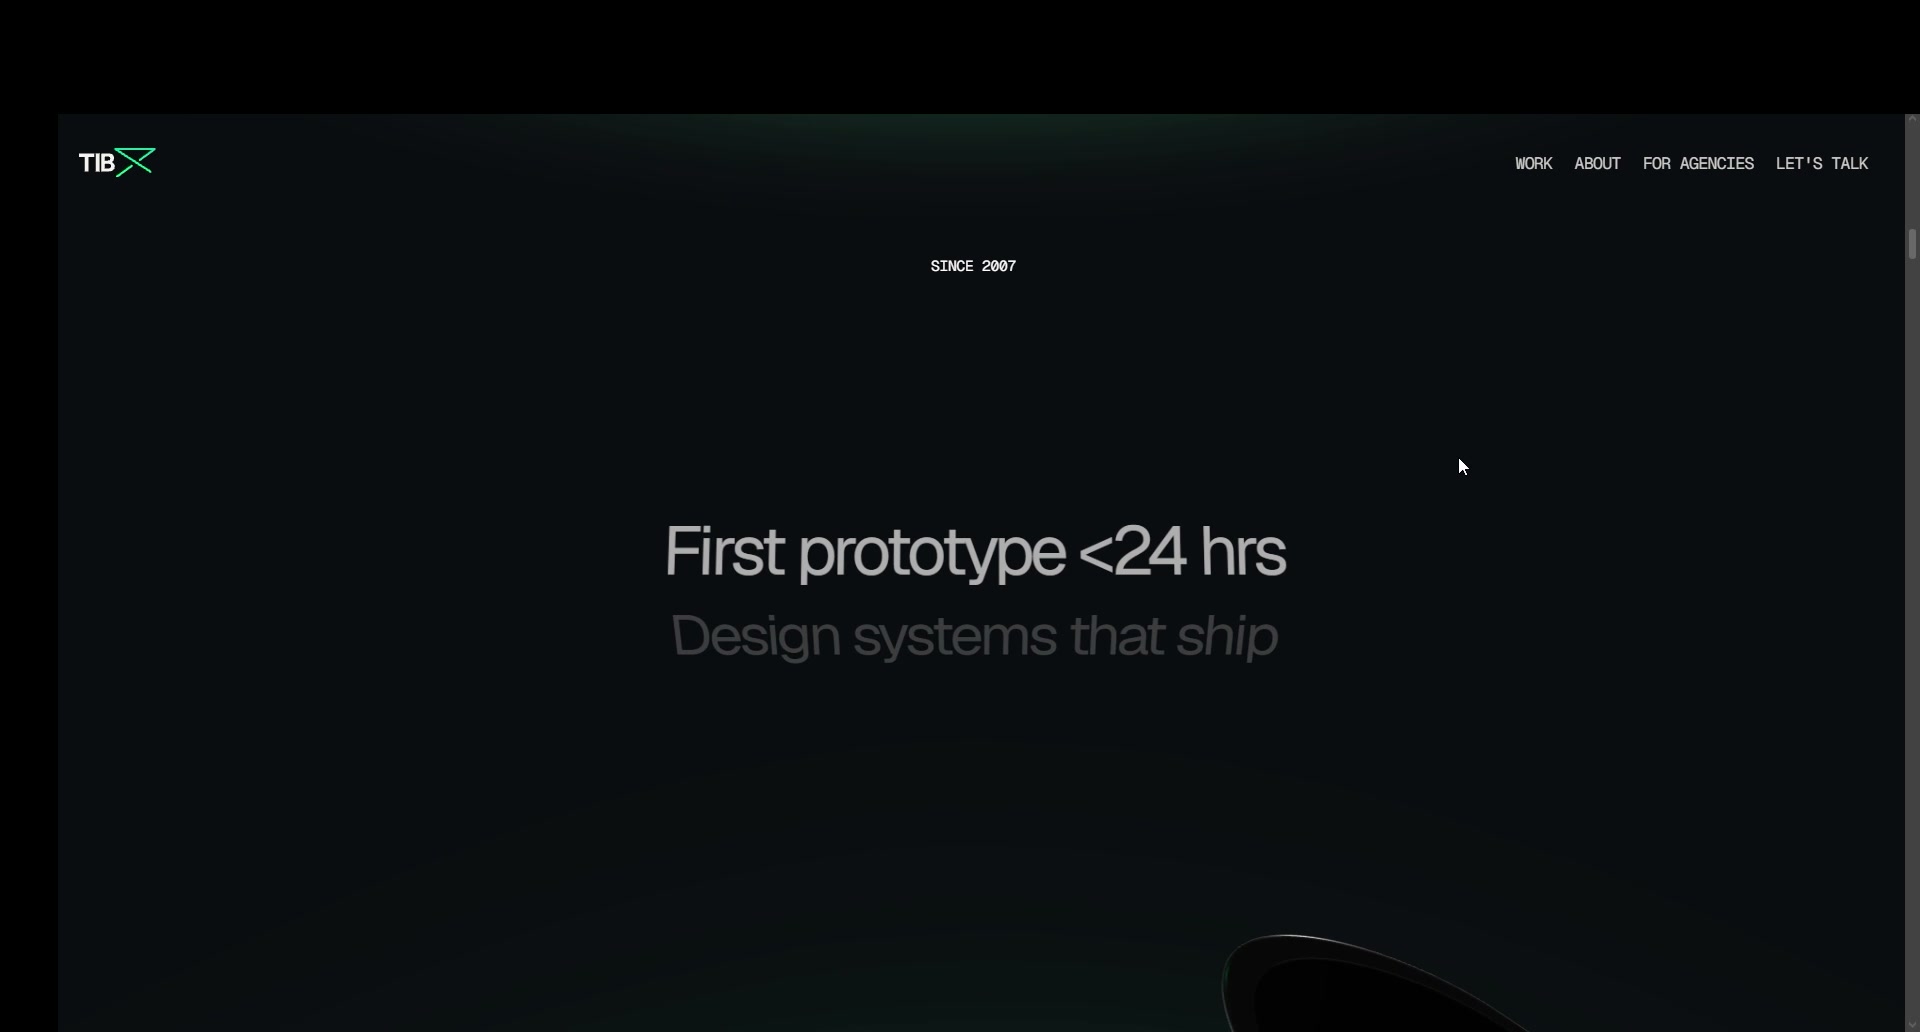 TIB
WORK ABOUT FOR AGENCIES LET'S TALK
SINCE 2007
First prototype <24 hrs
Design systems that ship